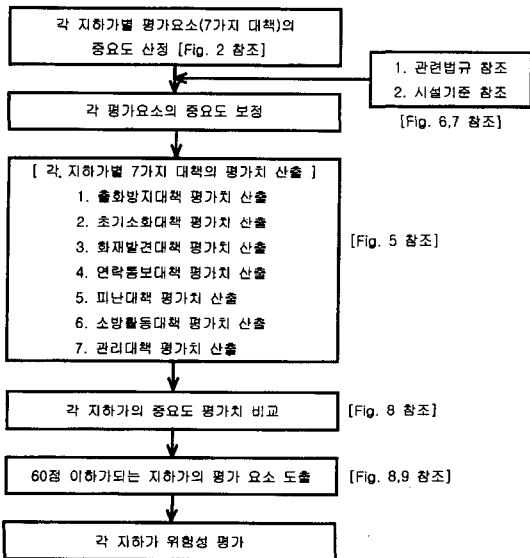 각 지하가별 평가요소(7가지 대책)의
중요도 산정 [Fig. 2 참조]
1. 관련법규 참조
2. 시설기준 참조
[Fig. 6,7 참조]
각 평가요소의 중요도 보정
[ 각 지하가별 7가지 대책의 평가치 산출 ]
1. 출화방지대책 평가치 산출
2. 초기소화대책 평가치 산출
3. 화재발견대책 평가치 산출
4. 연락통보대책 평가치 산출
5. 피난대책 평가치 산출
6. 소방활동대책 평가치 산출
7. 관리대책 평가치 산출
[Fig. 5 참조]
각 지하가의 중요도 평가치 비교
[Fig. 8 참조]
60점 이하가되는 지하가의 평가 요소 도출
[Fig. 8,9 참조]
각 지하가 위험성 평가